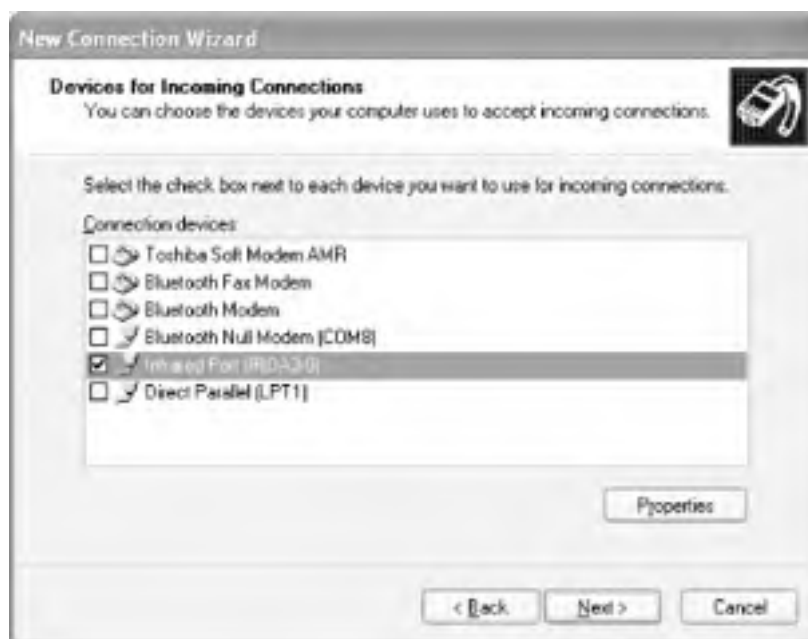 New Connection Wizard
Devices for Incoming Connections
You can choose the devices your computer uses to accept incoming connections.
Select the check box next to each device you want to use for incoming connections.
Connection devices:
Toshiba Soft Modem AMR
Bluetooth Fax Modem
Bluetooth Modem
Bluetooth Null Modem (COM8)
Infrared Port
Direct Parallel (LPT1)
Properties
< Back
Next >
Cancel